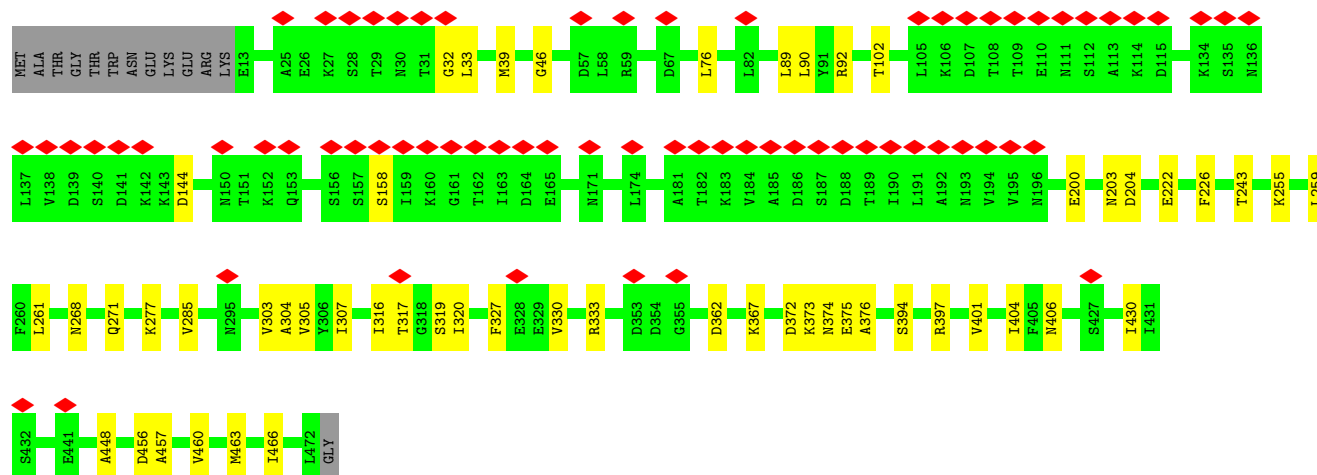 MET ALA THR GLY THR TRP ASN GLU LYS GLU ARG LYS E13 A25 E26 K27 S28 T29 N30 T31 G32 L33 M39 G46 D57 L58 R59 D67 L76 L82 L89 L90 Y91 R92 T102 L105 K106 D107 T108 T109 E110 N111 S112 A113 K114 D115 K134 S135 N136
L137 V138 D139 S140 D141 K142 K143 D144 N150 T151 K152 Q153 S156 S157 S158 I159 K160 G161 T162 I163 D164 E165 N171 L174 A181 T182 K183 V184 A185 D186 S187 D188 T189 I190 L191 A192 N193 V194 V195 N196 E200 N203 D204 E222 F226 T243 K255 L259
F260 L261 N268 Q271 K277 V285 N295 V303 A304 V305 Y306 I307 I316 T317 G318 S319 I320 F327 E328 E329 V330 R333 D353 D354 G355 D362 K367 D372 K373 N374 E375 A376 S394 R397 V401 I404 F405 N406 S427 I430 I431
S432 E441 A448 D456 A457 V460 M463 I466 L472 GLY